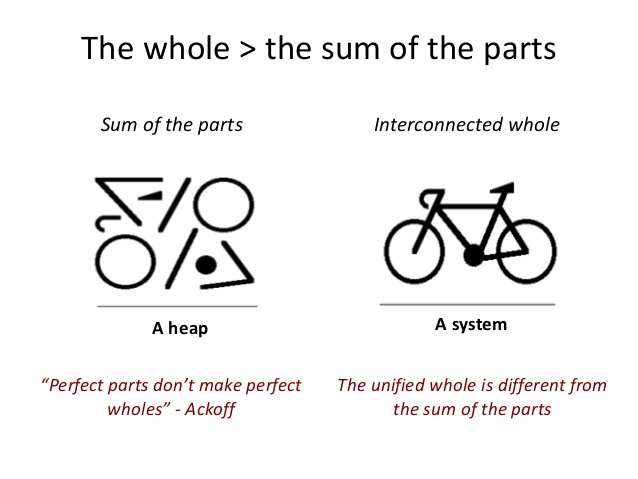 The whole > the sum of the parts
Sum of the parts
Interconnected whole
A heap
A system
“Perfect parts don’t make perfect
wholes” - Ackoff
The unified whole is different from
the sum of the parts